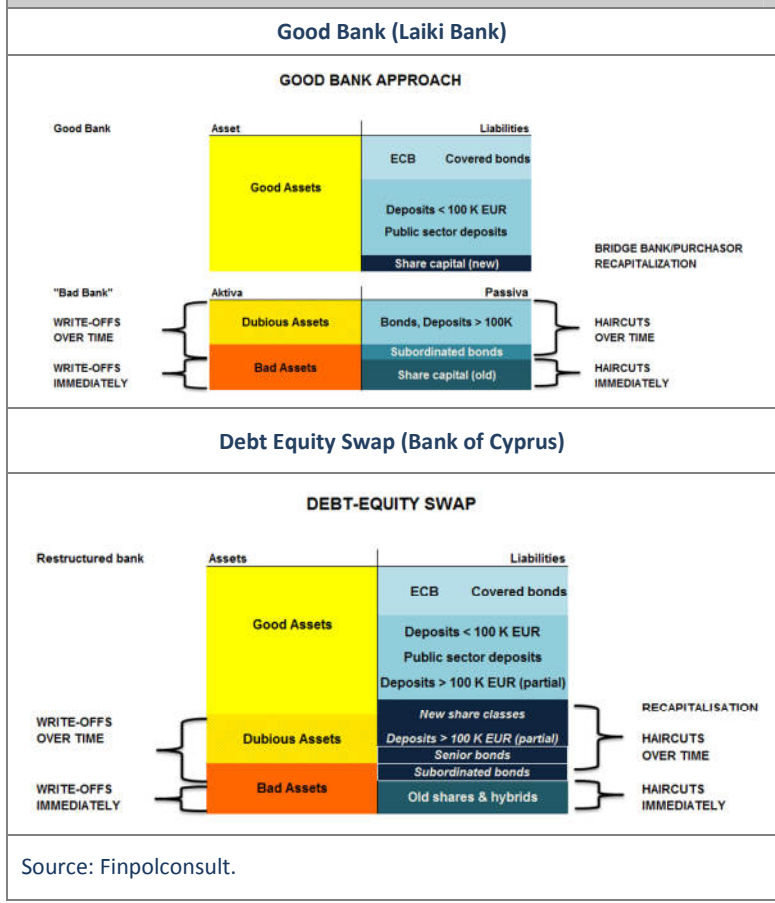 Good Bank (Laiki Bank)
GOOD BANK APPROACH
Good Bank Asset Liabilities
ECB Covered bonds
Good Assets
Deposits < 100 K EUR
Public sector deposits
Share capital (new)
BRIDGE BANK/PURCHASOR
RECAPITALIZATION
"Bad Bank" Aktiva Passiva
WRITE-OFFS
OVER TIME
Dubious Assets
Bonds, Deposits > 100K
HAIRCUTS
OVER TIME
Subordinated bonds
WRITE-OFFS
IMMEDIATELY
Bad Assets
Share capital (old)
HAIRCUTS
IMMEDIATELY
Debt Equity Swap (Bank of Cyprus)
DEBT-EQUITY SWAP
Restructured bank Assets Liabilities
ECB Covered bonds
Good Assets
Deposits < 100 K EUR
Public sector deposits
Deposits > 100 K EUR (partial)
New share classes
RECAPITALISATION
WRITE-OFFS
OVER TIME
Dubious Assets
Deposits > 100 K EUR (partial)
Senior bonds
HAIRCUTS
OVER TIME
Subordinated bonds
WRITE-OFFS
IMMEDIATELY
Bad Assets
Old shares & hybrids
HAIRCUTS
IMMEDIATELY
Source: Finpolconsult.